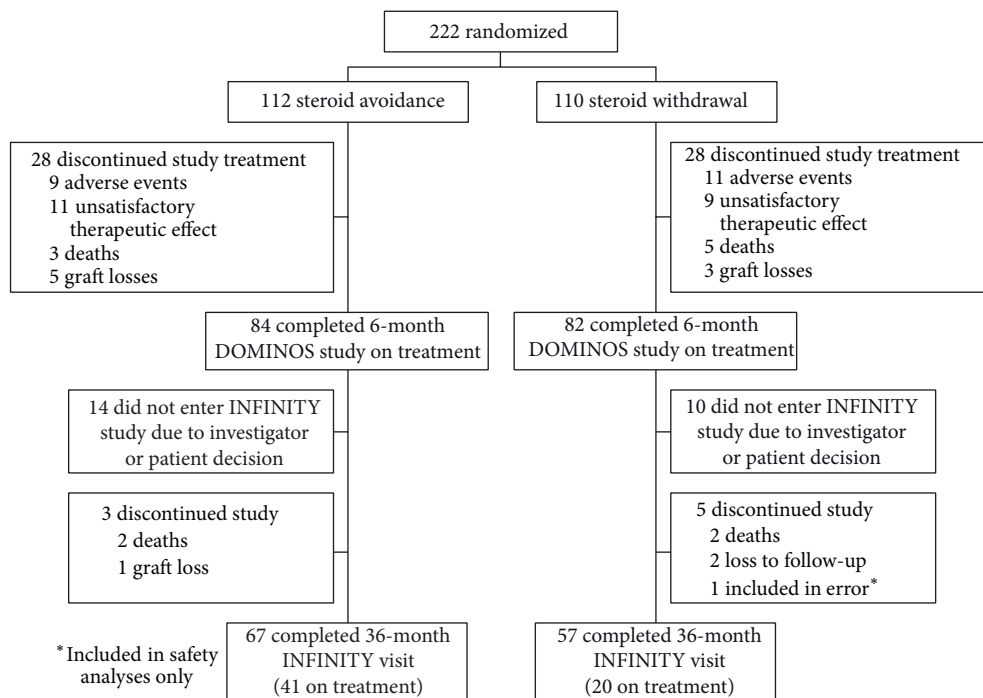 222 randomized
112 steroid avoidance
110 steroid withdrawal
28 discontinued study treatment
9 adverse events
11 unsatisfactory
therapeutic effect
3 deaths
5 graft losses
28 discontinued study treatment
11 adverse events
9 unsatisfactory
therapeutic effect
5 deaths
3 graft losses
84 completed 6-month
DOMINOS study on treatment
82 completed 6-month
DOMINOS study on treatment
14 did not enter INFINITY
study due to investigator
or patient decision
10 did not enter INFINITY
study due to investigator
or patient decision
3 discontinued study
2 deaths
1 graft loss
5 discontinued study
2 deaths
2 loss to follow-up
1 included in error*
67 completed 36-month
INFINITY visit
(41 on treatment)
57 completed 36-month
INFINITY visit
(20 on treatment)
*Included in safety
analyses only